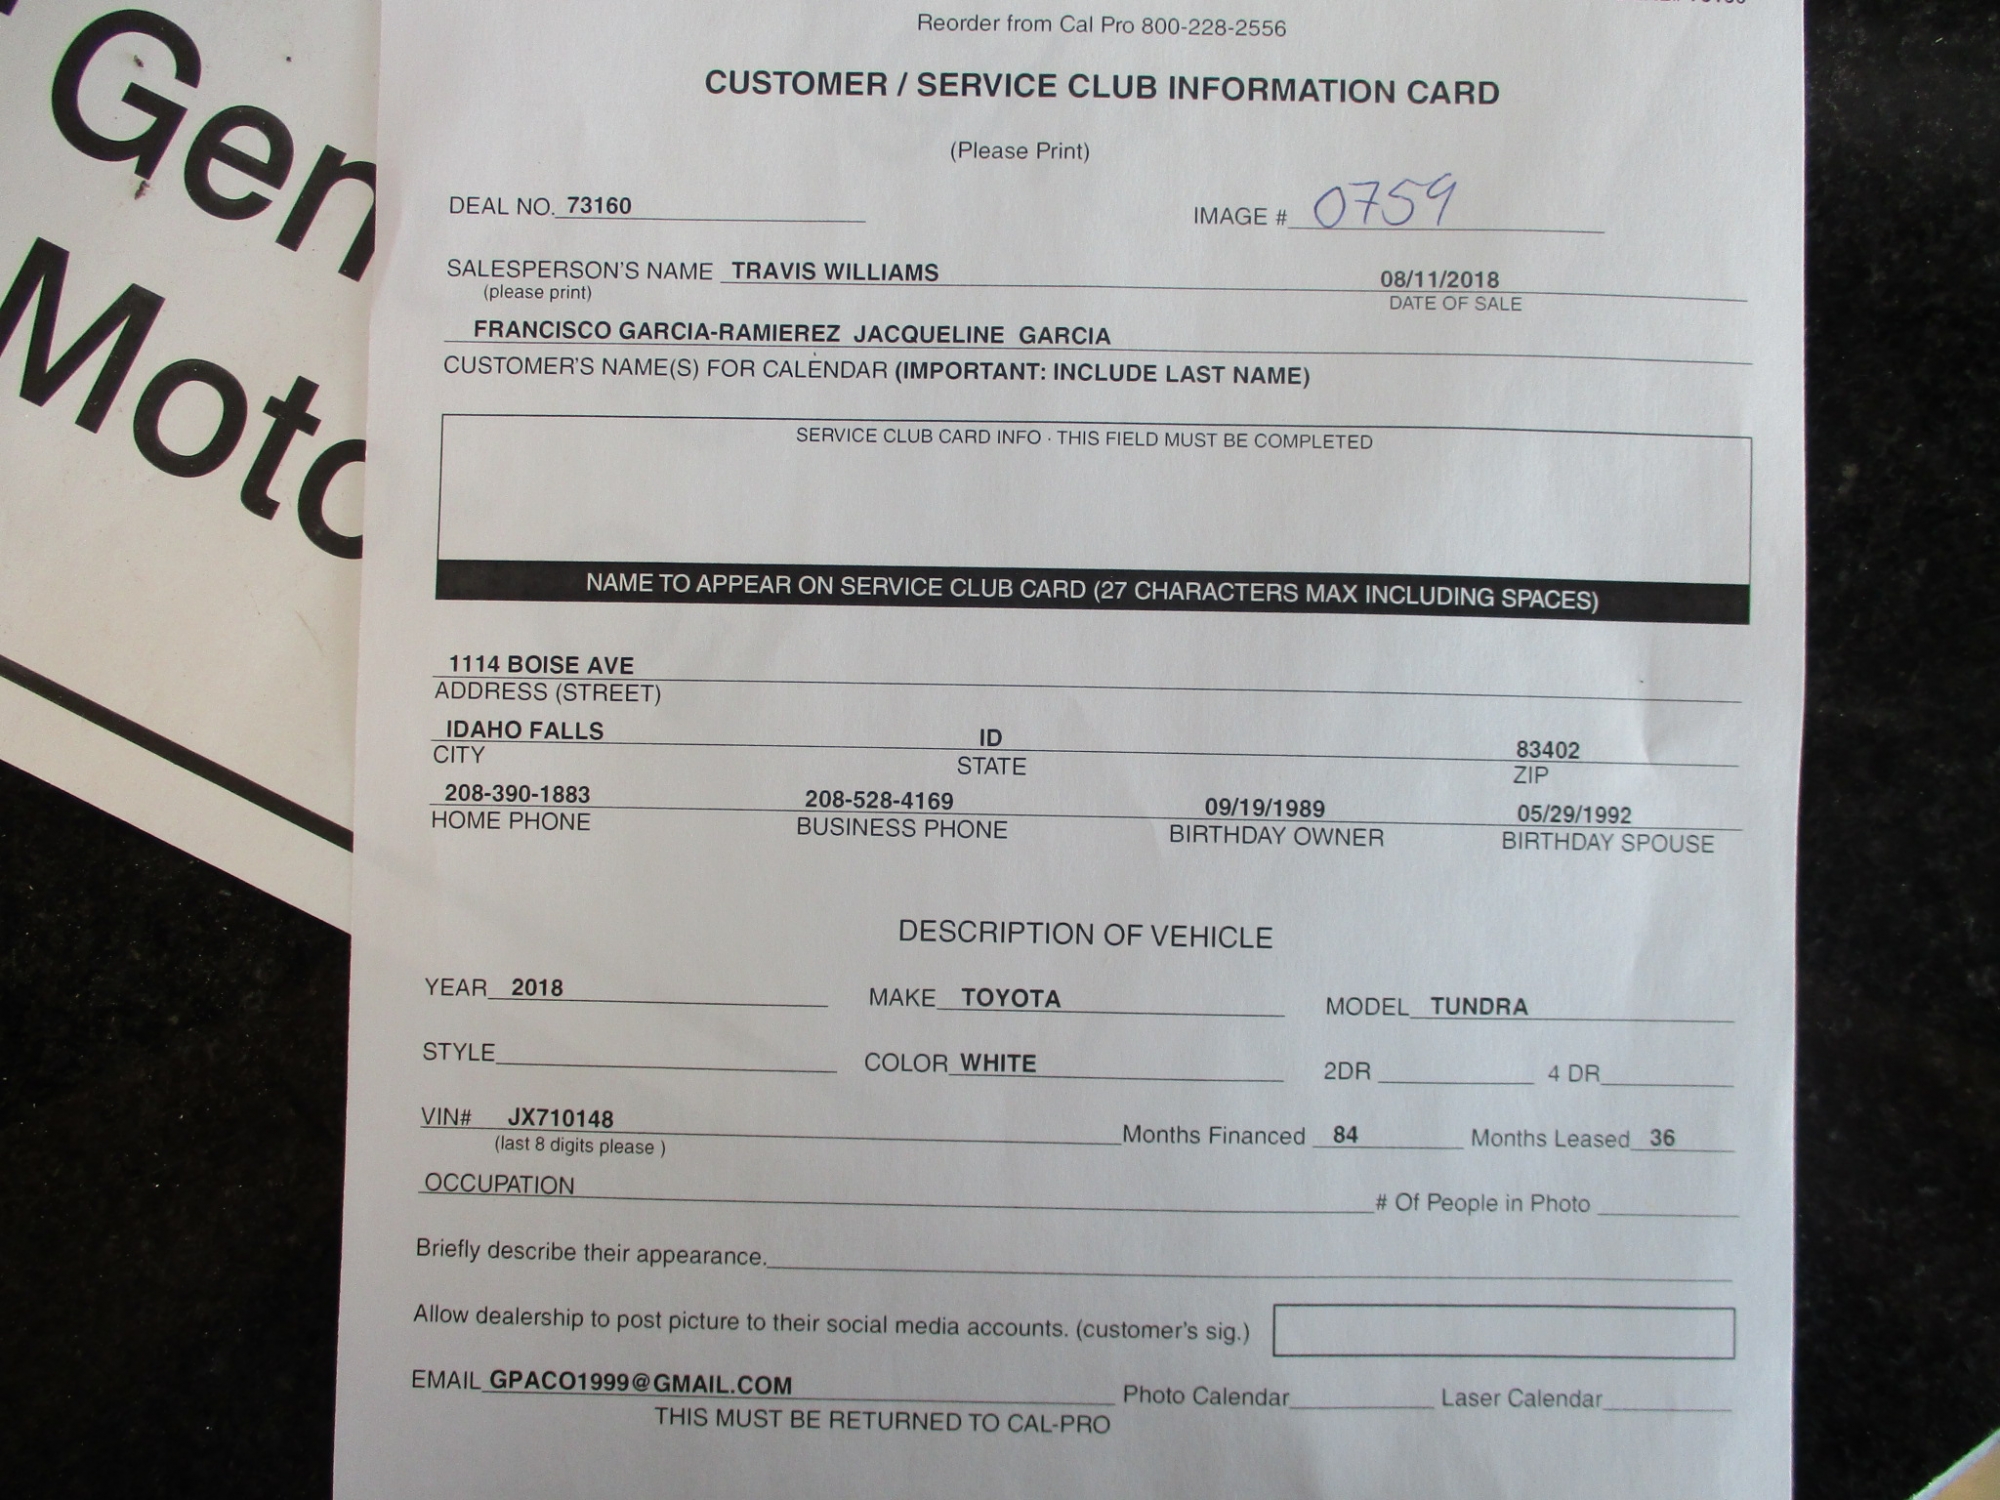 Gen
Moto
Reorder from Cal Pro 800-228-2556
CUSTOMER / SERVICE CLUB INFORMATION CARD
(Please Print)
DEAL NO. 73160 IMAGE # 0759
SALESPERSON'S NAME TRAVIS WILLIAMS 08/11/2018
(please print) DATE OF SALE
FRANCISCO GARCIA-RAMIEREZ JACQUELINE GARCIA
CUSTOMER'S NAME(S) FOR CALENDAR (IMPORTANT: INCLUDE LAST NAME)
SERVICE CLUB CARD INFO · THIS FIELD MUST BE COMPLETED
NAME TO APPEAR ON SERVICE CLUB CARD (27 CHARACTERS MAX INCLUDING SPACES)
1114 BOISE AVE
ADDRESS (STREET)
IDAHO FALLS ID 83402
CITY STATE ZIP
208-390-1883 208-528-4169 09/19/1989 05/29/1992
HOME PHONE BUSINESS PHONE BIRTHDAY OWNER BIRTHDAY SPOUSE
DESCRIPTION OF VEHICLE
YEAR 2018 MAKE TOYOTA MODEL TUNDRA
STYLE COLOR WHITE 2DR 4 DR
VIN# JX710148 Months Financed 84 Months Leased 36
(last 8 digits please )
OCCUPATION # Of People in Photo
Briefly describe their appearance.
Allow dealership to post picture to their social media accounts. (customer's sig.)
EMAIL GPACO1999@GMAIL.COM Photo Calendar Laser Calendar
THIS MUST BE RETURNED TO CAL-PRO